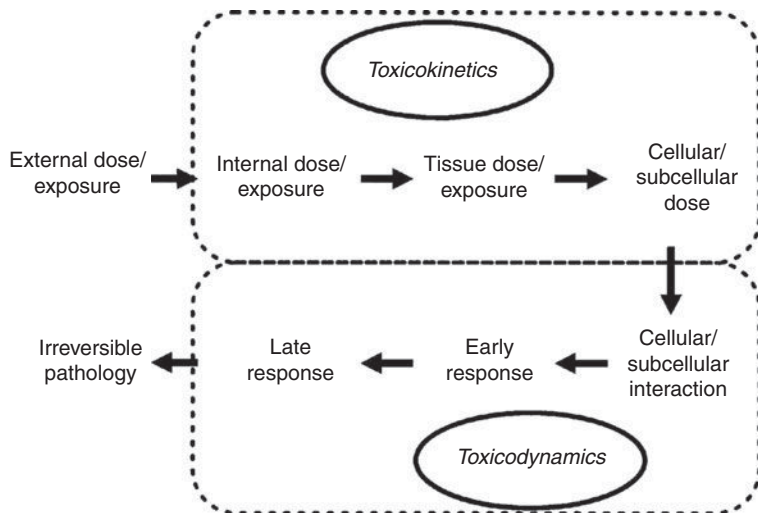 Toxicokinetics
External dose/
exposure
Internal dose/
exposure
Tissue dose/
exposure
Cellular/
subcellular
dose
Cellular/
subcellular
interaction
Early
response
Late
response
Irreversible
pathology
Toxicodynamics